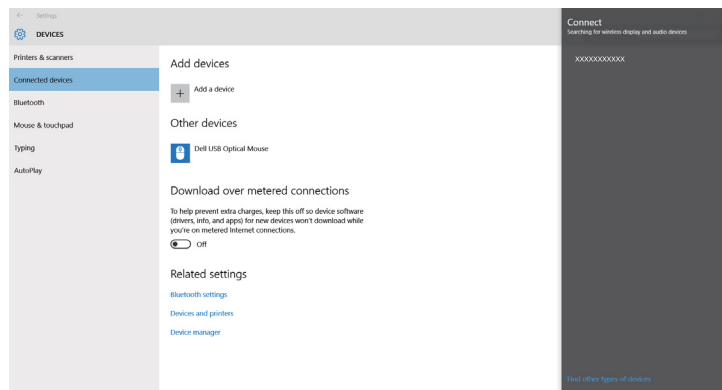 Settings
DEVICES
Printers & scanners
Connected devices
Bluetooth
Mouse & touchpad
Typing
AutoPlay
Add devices
Add a device
Other devices
Dell USB Optical Mouse
Download over metered connections
To help prevent extra charges, keep this off so device software
(drivers, info, and apps) for new devices won't download while
you're on metered Internet connections.
Off
Related settings
Bluetooth settings
Devices and printers
Device manager
Connect
Searching for wireless display and audio devices
XXXXXXXXXXX
Find other types of devices